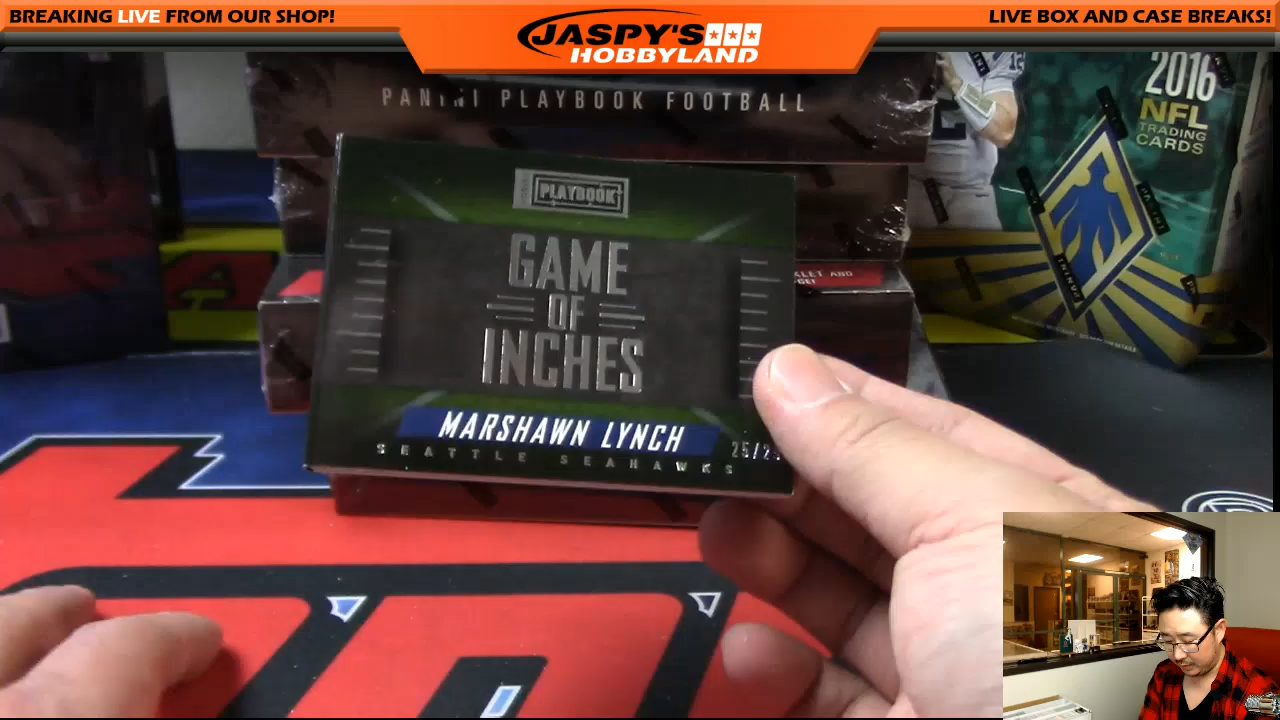 BREAKING LIVE FROM OUR SHOP!
JASPY'S
HOBBYLAND
LIVE BOX AND CASE BREAKS!
PANINI PLAYBOOK FOOTBALL
2016
NFL
TRADING
CARDS
PANINI
PLAYBOOK
GAME
OF
INCHES
MARSHAWN LYNCH
SEATTLE SEAHAWKS